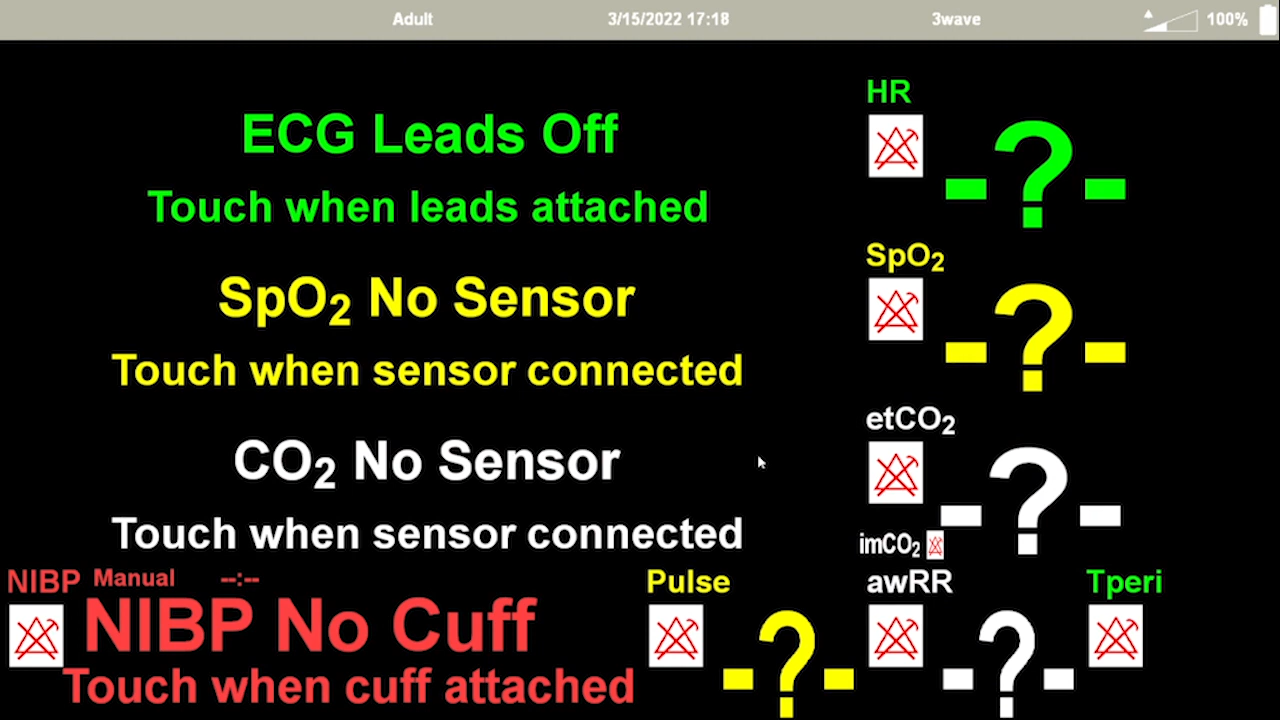 Adult 3/15/2022 17:18 3wave 100%
HR
ECG Leads Off
-?-
Touch when leads attached
SpO₂
SpO₂ No Sensor
-?-
Touch when sensor connected
etCO₂
CO₂ No Sensor
-?-
Touch when sensor connected
imCO₂
NIBP Manual --:--
Pulse
awRR
Tperi
NIBP No Cuff
-?-
-?-
Touch when cuff attached